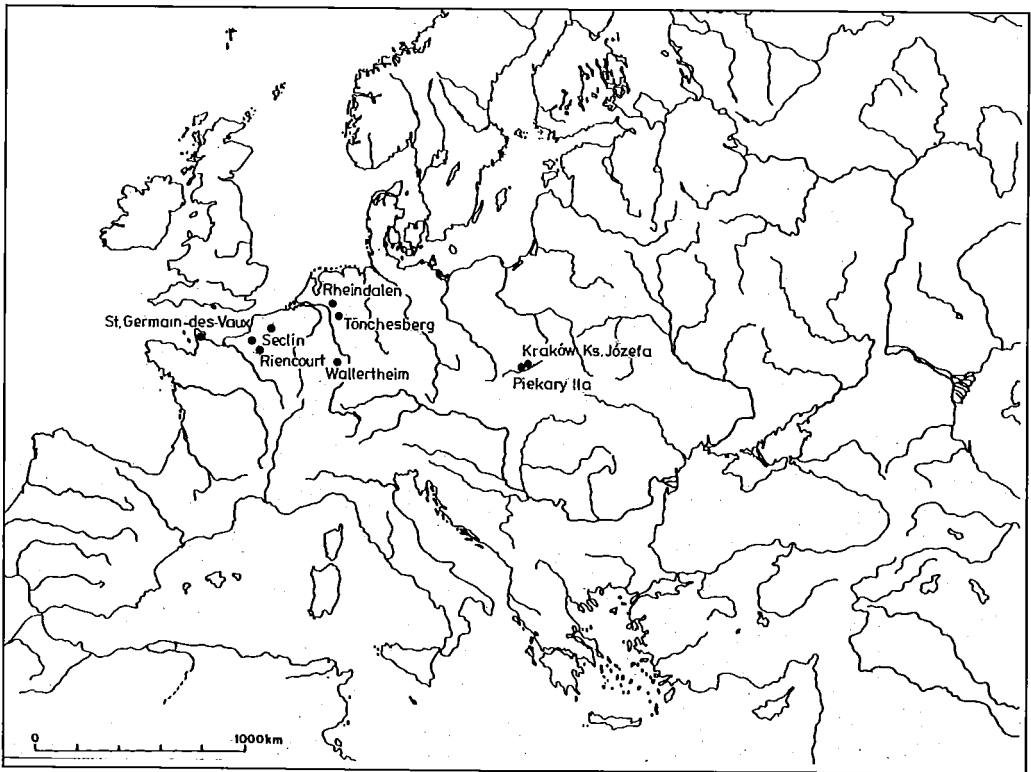 Rheindalen
St. Germain-des-Vaux
Tönchesberg
Seclin
Riencourt
Wallertheim
Kraków Ks. Józefa
Piekary IIa
0 1000km